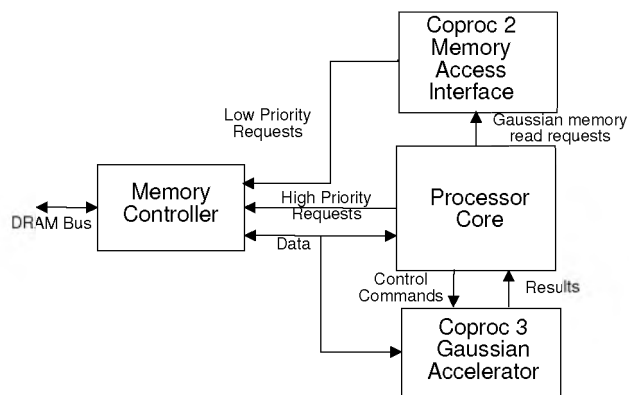 Coproc 2
Memory
Access
Interface
Low Priority
Requests
Gaussian memory
read requests
Memory
Controller
High Priority
Requests
Processor
Core
DRAM Bus
Data
Control
Commands
Results
Coproc 3
Gaussian
Accelerator